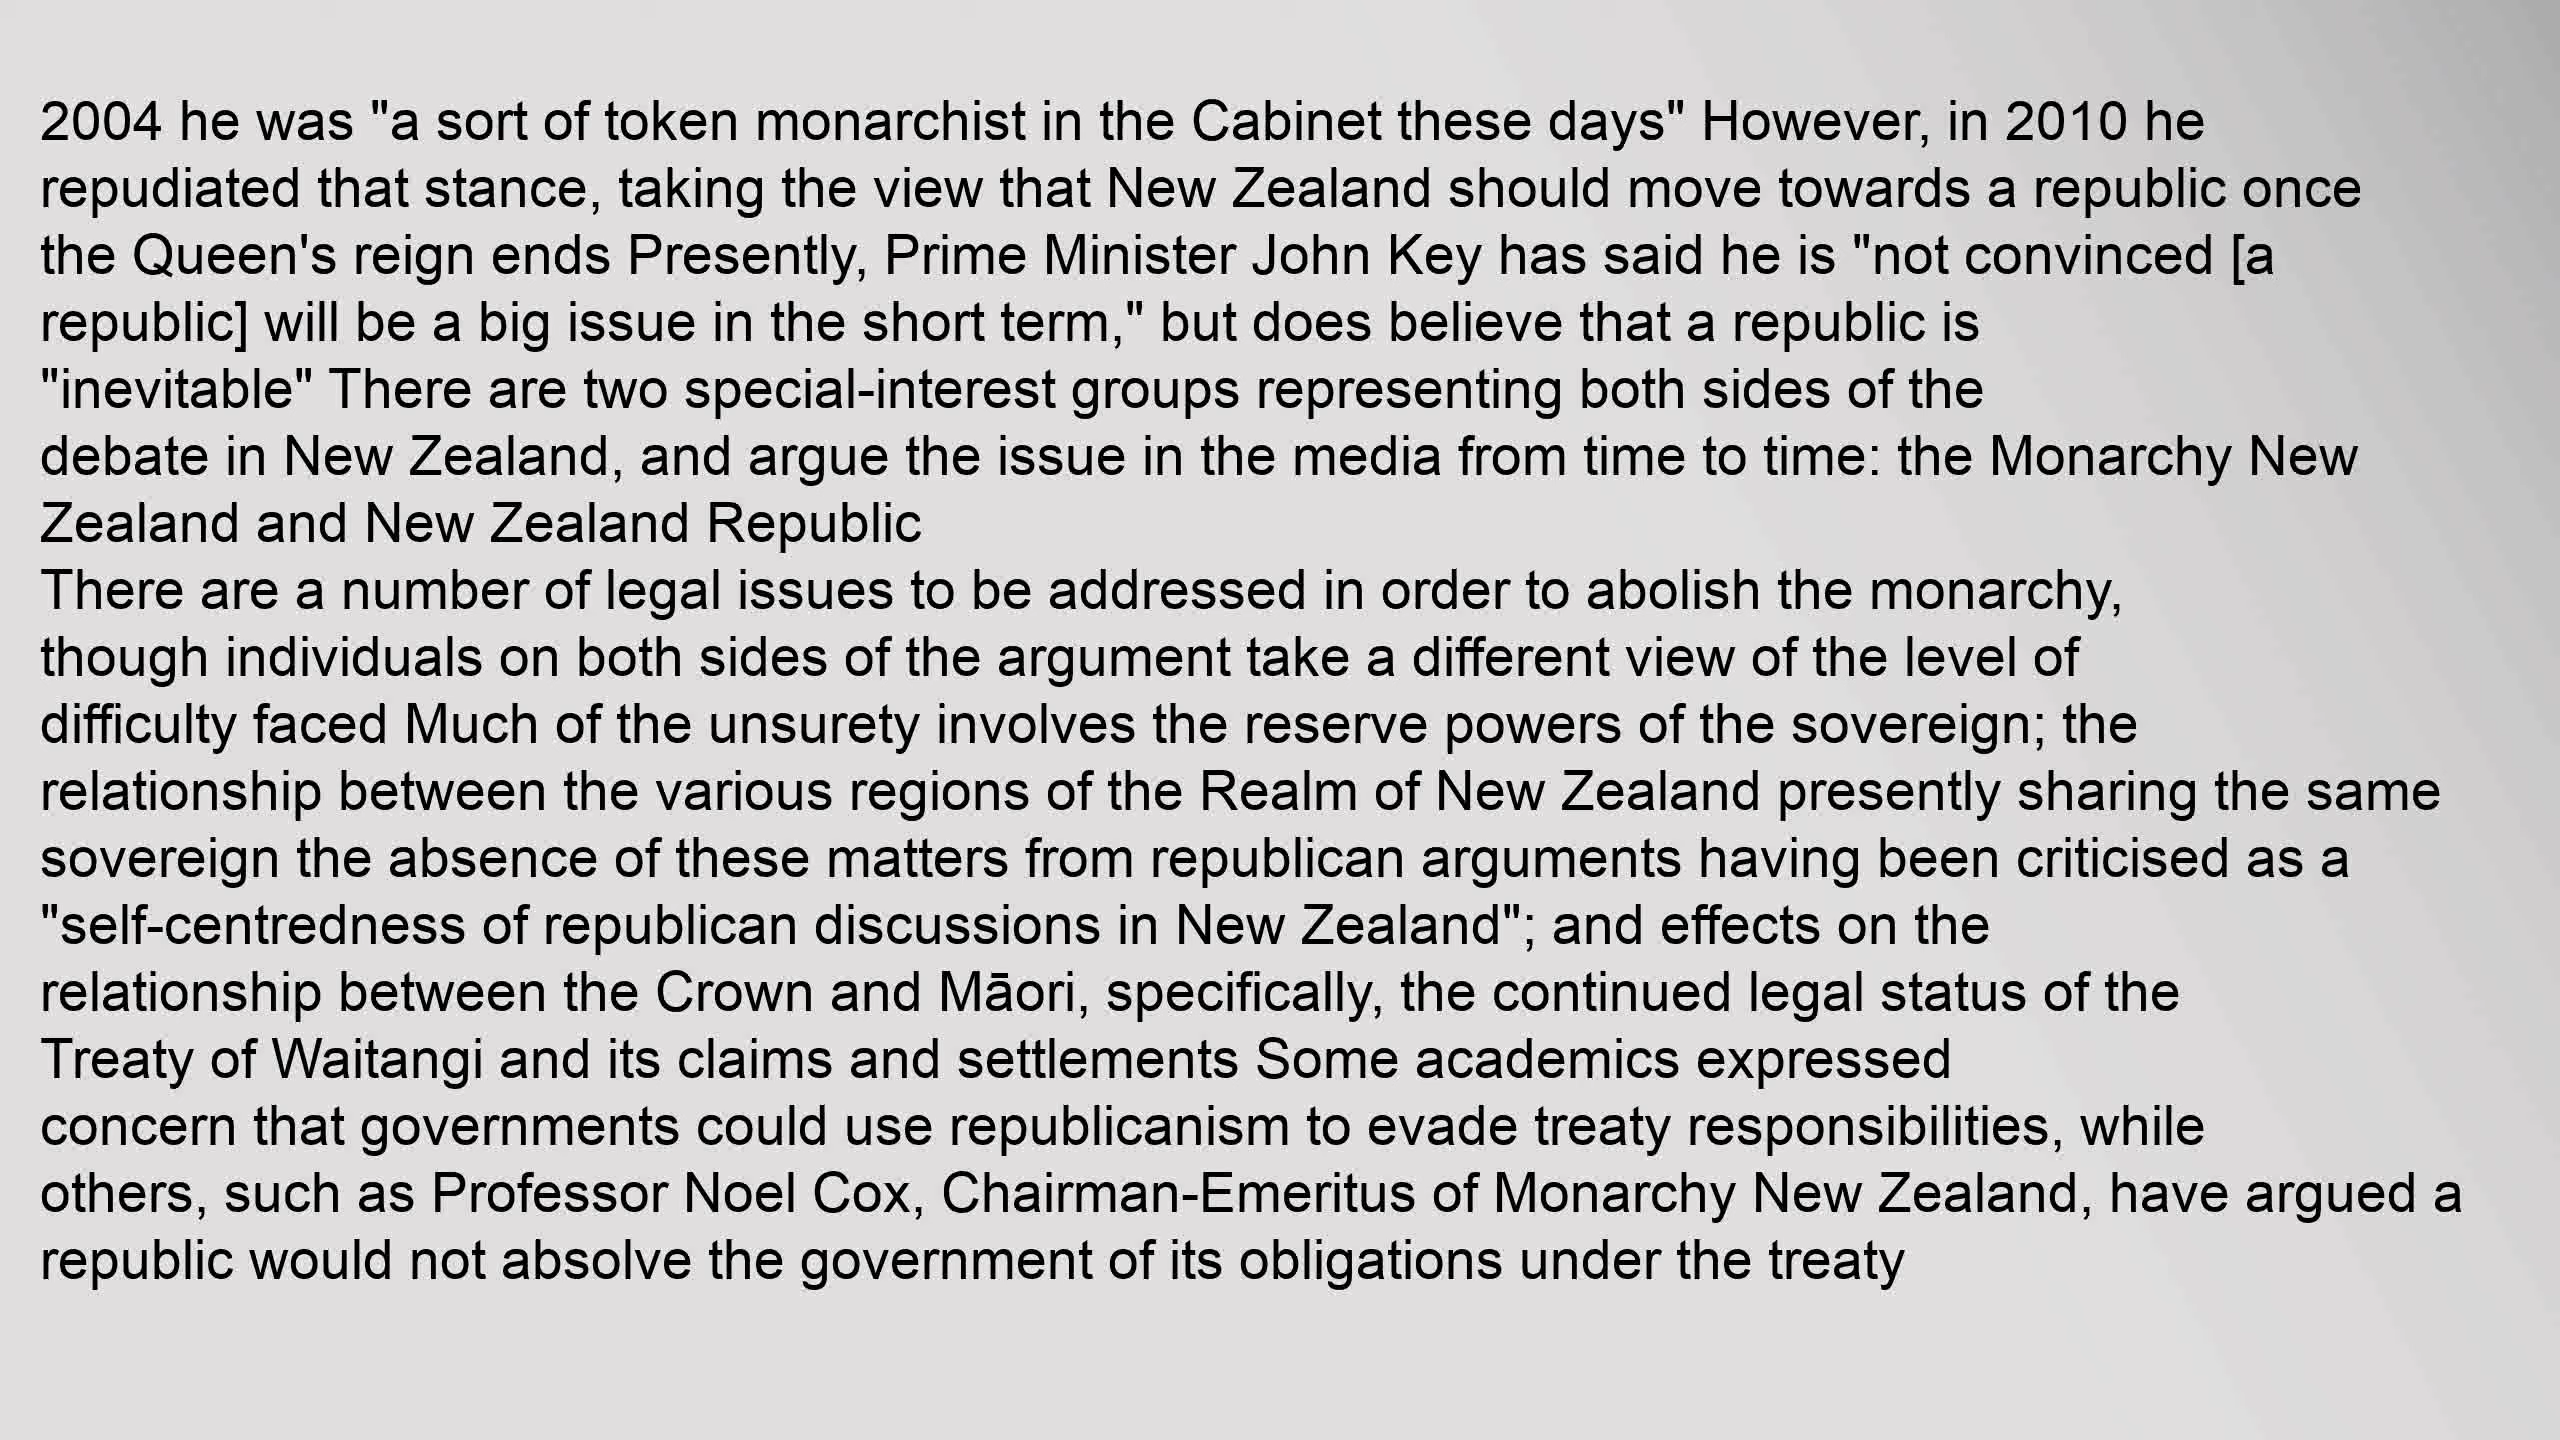 2004 he was "a sort of token monarchist in the Cabinet these days" However, in 2010 he
repudiated that stance, taking the view that New Zealand should move towards a republic once
the Queen's reign ends Presently, Prime Minister John Key has said he is "not convinced [a
republic] will be a big issue in the short term," but does believe that a republic is
"inevitable" There are two special-interest groups representing both sides of the
debate in New Zealand, and argue the issue in the media from time to time: the Monarchy New
Zealand and New Zealand Republic
There are a number of legal issues to be addressed in order to abolish the monarchy,
though individuals on both sides of the argument take a different view of the level of
difficulty faced Much of the unsurety involves the reserve powers of the sovereign; the
relationship between the various regions of the Realm of New Zealand presently sharing the same
sovereign the absence of these matters from republican arguments having been criticised as a
"self-centredness of republican discussions in New Zealand"; and effects on the
relationship between the Crown and Māori, specifically, the continued legal status of the
Treaty of Waitangi and its claims and settlements Some academics expressed
concern that governments could use republicanism to evade treaty responsibilities, while
others, such as Professor Noel Cox, Chairman-Emeritus of Monarchy New Zealand, have argued a
republic would not absolve the government of its obligations under the treaty